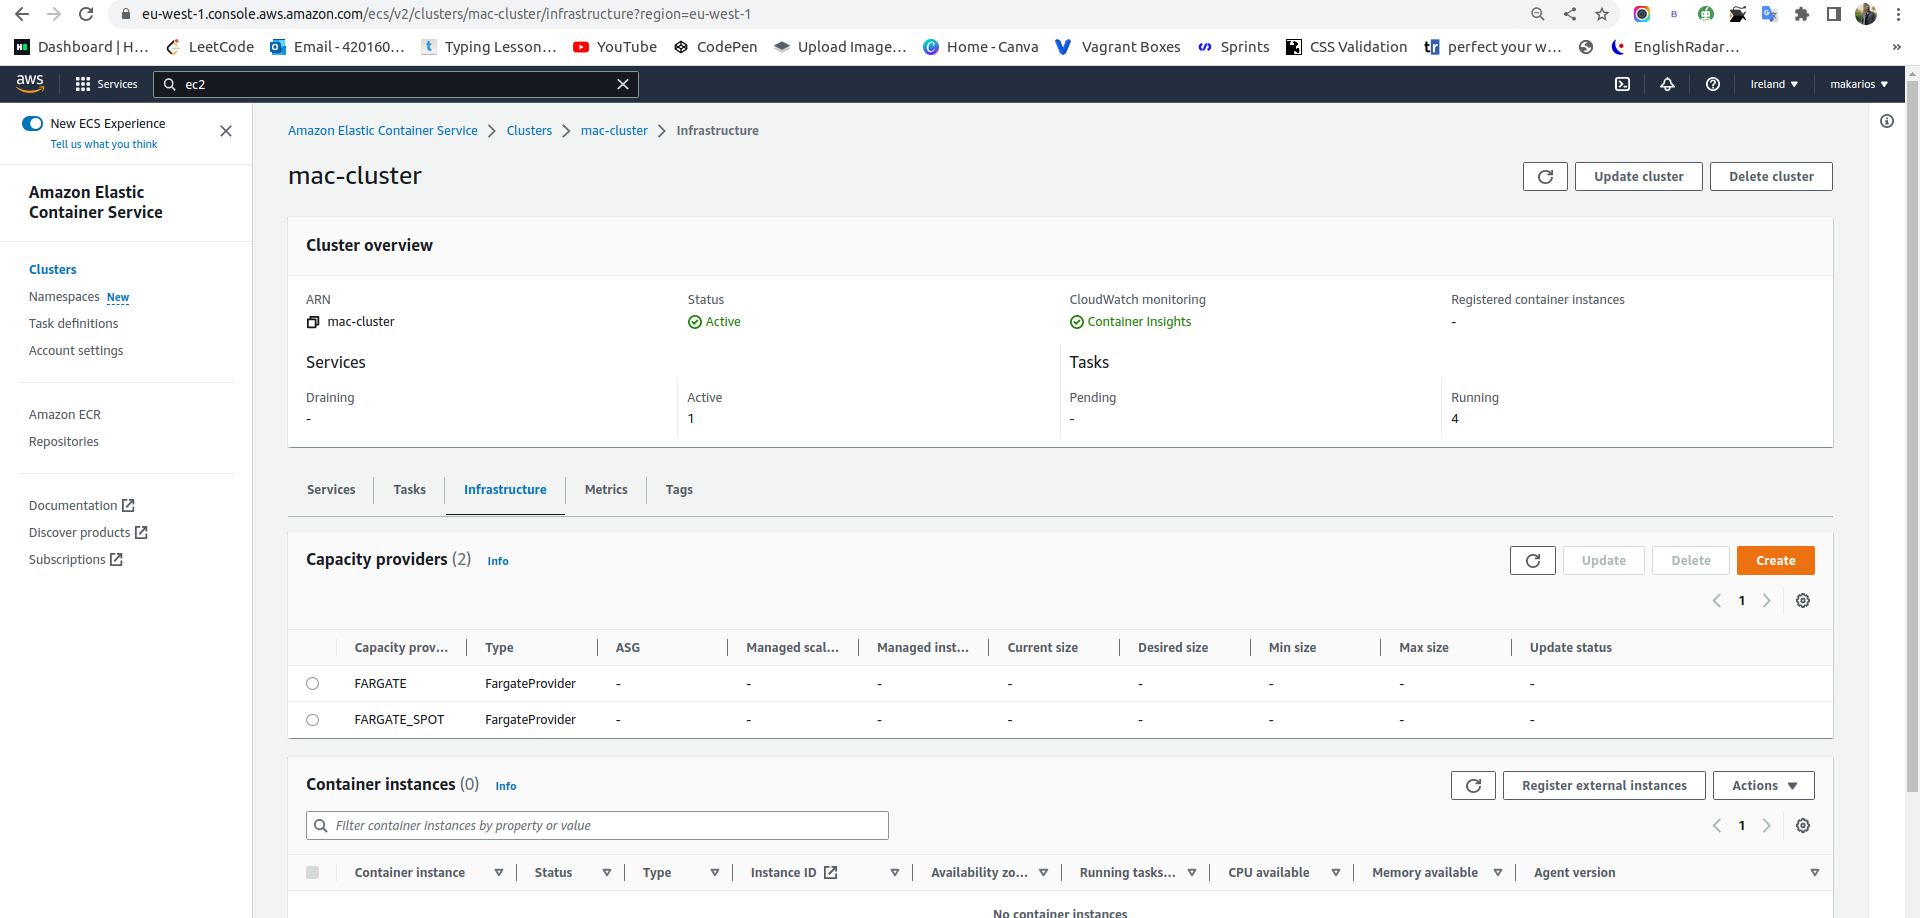 eu-west-1.console.aws.amazon.com/ecs/v2/clusters/mac-cluster/infrastructure?region=eu-west-1
Dashboard | H... LeetCode Email - 420160... Typing Lesson... YouTube CodePen Upload Image... Home - Canva Vagrant Boxes Sprints CSS Validation perfect your w... EnglishRadar... »
aws Services ec2 Ireland makarios
New ECS Experience
Tell us what you think
Amazon Elastic Container Service > Clusters > mac-cluster > Infrastructure
Amazon Elastic
Container Service
Clusters
Namespaces New
Task definitions
Account settings
Amazon ECR
Repositories
Documentation
Discover products
Subscriptions
mac-cluster
Update cluster Delete cluster
Cluster overview
ARN Status CloudWatch monitoring Registered container instances
mac-cluster Active Container Insights -
Services Tasks
Draining Active Pending Running
- 1 - 4
Services Tasks Infrastructure Metrics Tags
Capacity providers (2) Info Update Delete Create
1
Capacity prov... Type ASG Managed scal... Managed inst... Current size Desired size Min size Max size Update status
FARGATE FargateProvider - - - - - - - -
FARGATE_SPOT FargateProvider - - - - - - - -
Container instances (0) Info Register external instances Actions
Filter container instances by property or value 1
Container instance Status Type Instance ID Availability zo... Running tasks... CPU available Memory available Agent version
No container instances